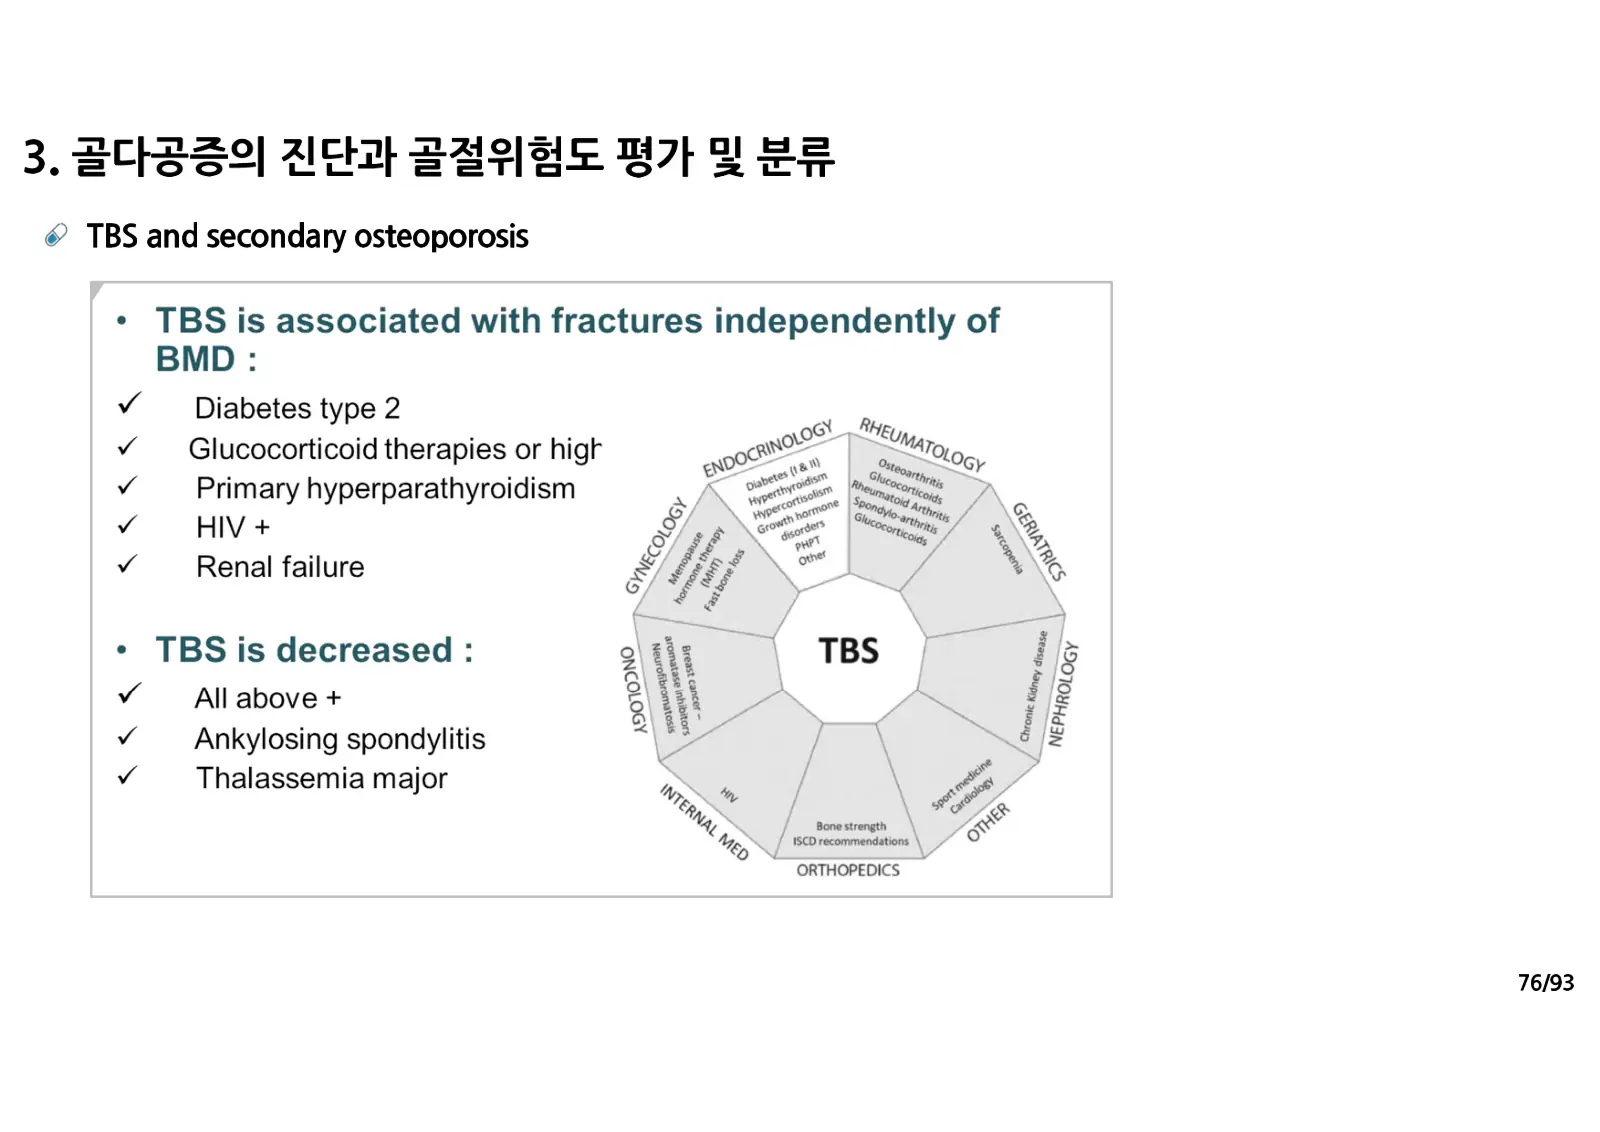 3. 골다공증의 진단과 골절위험도 평가 및 분류
TBS and secondary osteoporosis
• TBS is associated with fractures independently of
BMD :
✓ Diabetes type 2
✓ Glucocorticoid therapies or high
✓ Primary hyperparathyroidism
✓ HIV +
✓ Renal failure
• TBS is decreased :
✓ All above +
✓ Ankylosing spondylitis
✓ Thalassemia major
ENDOCRINOLOGY
Diabetes (I & II)
Hyperthyroidism
Hypercortisolism
Growth hormone
disorders
PHPT
Other
RHEUMATOLOGY
Osteoarthritis
Glucocorticoids
Rheumatoid Arthritis
Spondylo-arthritis
Glucocorticoids
GERIATRICS
Sarcopenia
NEPHROLOGY
Chronic Kidney disease
OTHER
Sport medicine
Cardiology
ORTHOPEDICS
Bone strength
ISCD recommendations
INTERNAL MED
HIV
ONCOLOGY
Breast cancer –
aromatase inhibitors
Neurofibromatosis
GYNECOLOGY
Menopause
hormone therapy
(MHT)
Fast bone loss
TBS
76/93